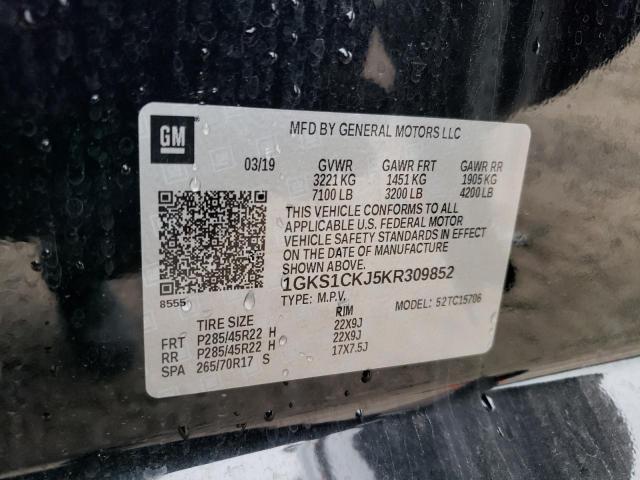 GM
MFD BY GENERAL MOTORS LLC
03/19 GVWR GAWR FRT GAWR RR
3221 KG 1451 KG 1905 KG
7100 LB 3200 LB 4200 LB
THIS VEHICLE CONFORMS TO ALL
APPLICABLE U.S. FEDERAL MOTOR
VEHICLE SAFETY STANDARDS IN EFFECT
ON THE DATE OF MANUFACTURE
SHOWN ABOVE.
1GKS1CKJ5KR309852
8555
TYPE: M.P.V. MODEL: 52TC15706
TIRE SIZE RIM
FRT P285/45R22 H 22X9J
RR P285/45R22 H 22X9J
SPA 265/70R17 S 17X7.5J